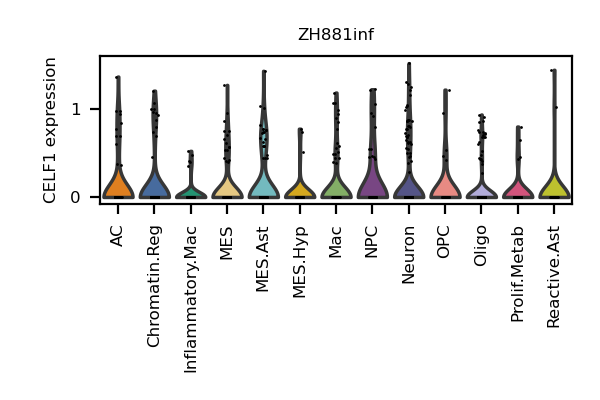 ZH881inf
CELF1 expression
1
0
AC
Chromatin.Reg
Inflammatory.Mac
MES
MES.Ast
MES.Hyp
Mac
NPC
Neuron
OPC
Oligo
Prolif.Metab
Reactive.Ast